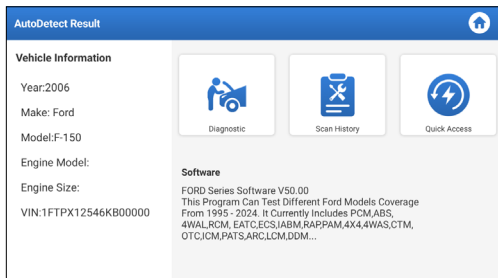 AutoDetect Result
Vehicle Information
Year:2006
Make: Ford
Model:F-150
Engine Model:
Engine Size:
VIN:1FTPX12546KB00000
Diagnostic
Scan History
Quick Access
Software
FORD Series Software V50.00
This Program Can Test Different Ford Models Coverage
From 1995 - 2024. It Currently Includes PCM,ABS,
4WAL,RCM, EATC,ECS,IABM,RAP,PAM,4X4,4WAS,CTM,
OTC,ICM,PATS,ARC,LCM,DDM...